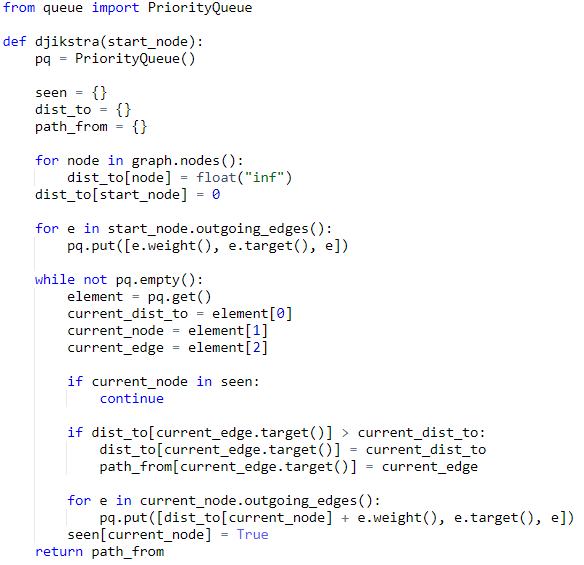 from queue import PriorityQueue

def djikstra(start_node):
    pq = PriorityQueue()

    seen = {}
    dist_to = {}
    path_from = {}

    for node in graph.nodes():
        dist_to[node] = float("inf")
    dist_to[start_node] = 0

    for e in start_node.outgoing_edges():
        pq.put([e.weight(), e.target(), e])

    while not pq.empty():
        element = pq.get()
        current_dist_to = element[0]
        current_node = element[1]
        current_edge = element[2]

        if current_node in seen:
            continue

        if dist_to[current_edge.target()] > current_dist_to:
            dist_to[current_edge.target()] = current_dist_to
            path_from[current_edge.target()] = current_edge

        for e in current_node.outgoing_edges():
            pq.put([dist_to[current_node] + e.weight(), e.target(), e])
        seen[current_node] = True
    return path_from